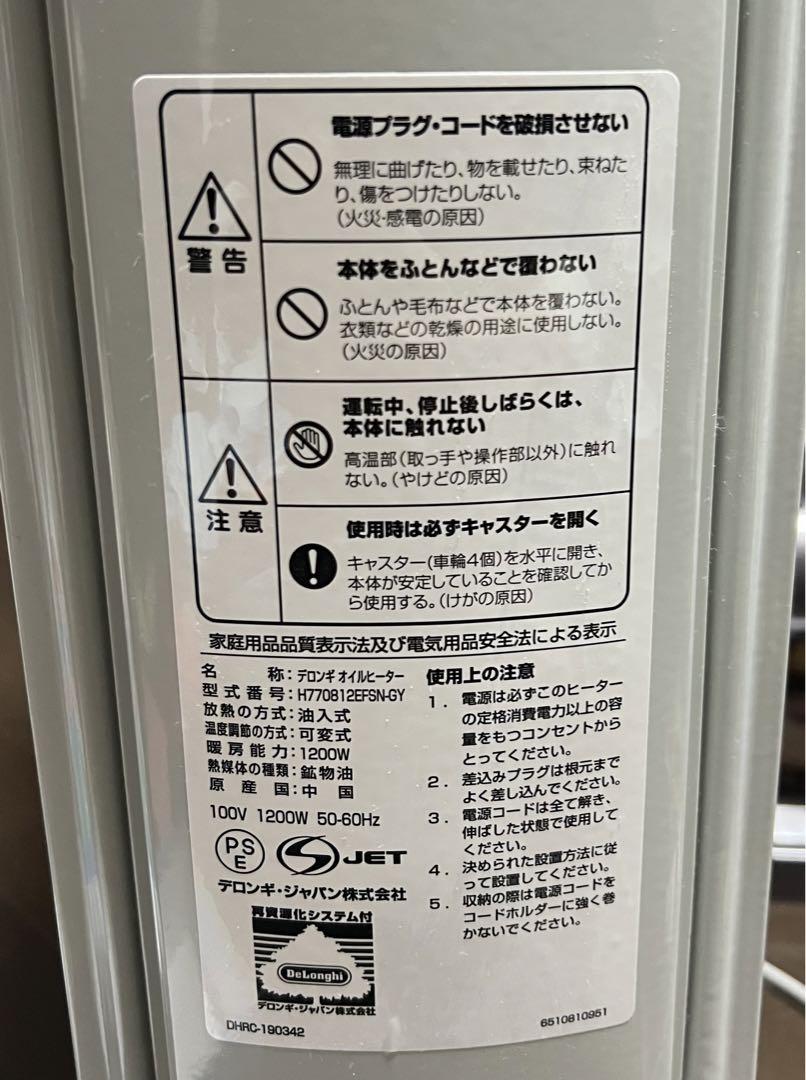 電源プラグ・コードを破損させない
無理に曲げたり、物を載せたり、束ねた
り、傷をつけたりしない。
(火災・感電の原因)
警告
本体をふとんなどで覆わない
ふとんや毛布などで本体を覆わない。
衣類などの乾燥の用途に使用しない。
(火災の原因)
運転中、停止後しばらくは、
本体に触れない
高温部(取っ手や操作部以外)に触れ
ない。(やけどの原因)
注意
使用時は必ずキャスターを開く
キャスター(車輪4個)を水平に開き、
本体が安定していることを確認してか
ら使用する。(けがの原因)
家庭用品品質表示法及び電気用品安全法による表示
名 称:デロンギ オイルヒーター
型式番号:H770812EFSN-GY
放熱の方式:油入式
温度調節の方式:可変式
暖房能力:1200W
熱媒体の種類:鉱物油
原産国:中 国
100V 1200W 50-60Hz
PS
E
JET
デロンギ・ジャパン株式会社
再資源化システム付
DeLonghi
デロンギ・ジャパン株式会社
DHRC-190342
使用上の注意
1. 電源は必ずこのヒーター
の定格消費電力以上の容
量をもつコンセントから
とってください。
2. 差込みプラグは根元まで
よく差し込んでください。
3. 電源コードは全て解き、
伸ばした状態で使用して
ください。
4. 決められた設置方法に従
って設置してください。
5. 収納の際は電源コードを
コードホルダーに強く巻
かないでください。
6510810951